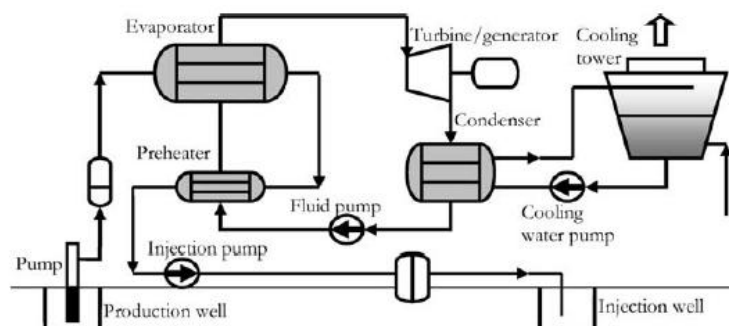 Evaporator
Turbine/generator
Cooling
tower
Condenser
Preheater
Fluid pump
Cooling
water pump
Injection pump
Pump
Production well
Injection well